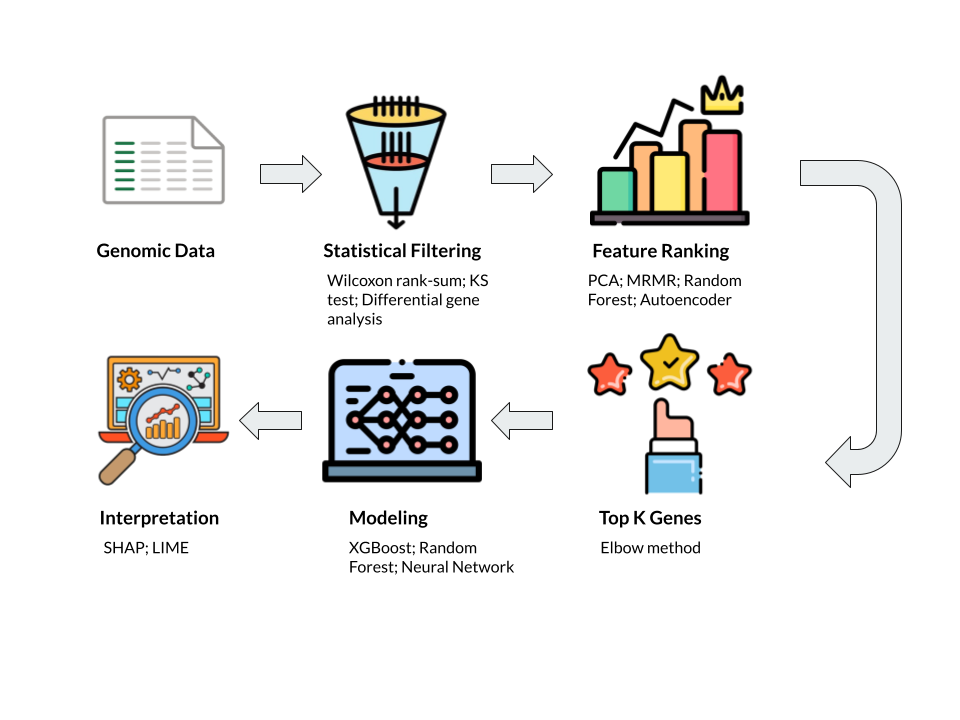 Genomic Data
Statistical Filtering
Wilcoxon rank-sum; KS
test; Differential gene
analysis
Feature Ranking
PCA; MRMR; Random
Forest; Autoencoder
Top K Genes
Elbow method
Modeling
XGBoost; Random
Forest; Neural Network
Interpretation
SHAP; LIME